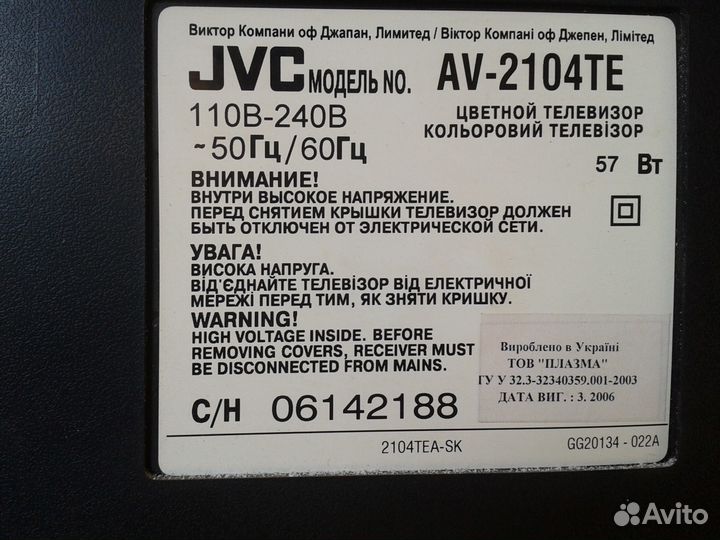 Виктор Компани оф Джапан, Лимитед / Віктор Компані оф Джепен, Лімітед
JVC МОДЕЛЬ NO. AV-2104TE
110В-240В
~50Гц/60Гц
ЦВЕТНОЙ ТЕЛЕВИЗОР
КОЛЬОРОВИЙ ТЕЛЕВІЗОР
57 Вт
ВНИМАНИЕ!
ВНУТРИ ВЫСОКОЕ НАПРЯЖЕНИЕ.
ПЕРЕД СНЯТИЕМ КРЫШКИ ТЕЛЕВИЗОР ДОЛЖЕН
БЫТЬ ОТКЛЮЧЕН ОТ ЭЛЕКТРИЧЕСКОЙ СЕТИ.
УВАГА!
ВИСОКА НАПРУГА.
ВІД'ЄДНАЙТЕ ТЕЛЕВІЗОР ВІД ЕЛЕКТРИЧНОЇ
МЕРЕЖІ ПЕРЕД ТИМ, ЯК ЗНЯТИ КРИШКУ.
WARNING!
HIGH VOLTAGE INSIDE. BEFORE
REMOVING COVERS, RECEIVER MUST
BE DISCONNECTED FROM MAINS.
Вироблено в Україні
ТОВ "ПЛАЗМА"
ГУ У 32.3-32340359.001-2003
ДАТА ВИГ. : 3. 2006
С/Н 06142188
2104TEA-SK
GG20134 - 022A
Avito